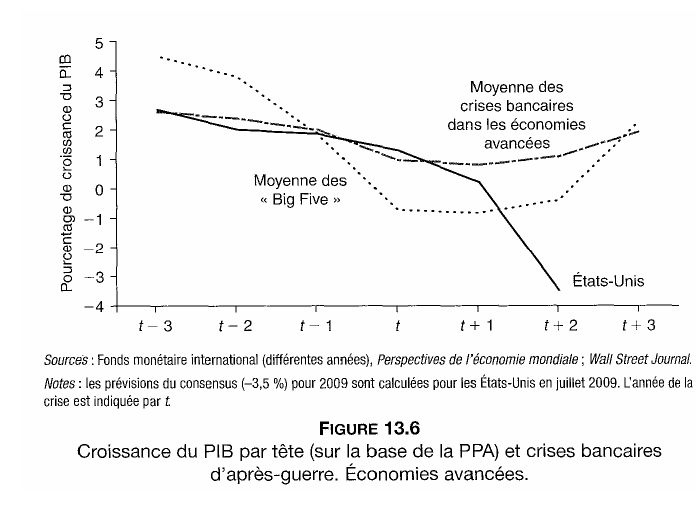 Pourcentage de croissance du PIB
5
4
3
2
1
0
−1
−2
−3
−4
Moyenne des
crises bancaires
dans les économies
avancées
Moyenne des
« Big Five »
États-Unis
t − 3
t − 2
t − 1
t
t + 1
t + 2
t + 3
Sources : Fonds monétaire international (différentes années), Perspectives de l'économie mondiale ; Wall Street Journal.
Notes : les prévisions du consensus (−3,5 %) pour 2009 sont calculées pour les États-Unis en juillet 2009. L'année de la
crise est indiquée par t.
FIGURE 13.6
Croissance du PIB par tête (sur la base de la PPA) et crises bancaires
d'après-guerre. Économies avancées.